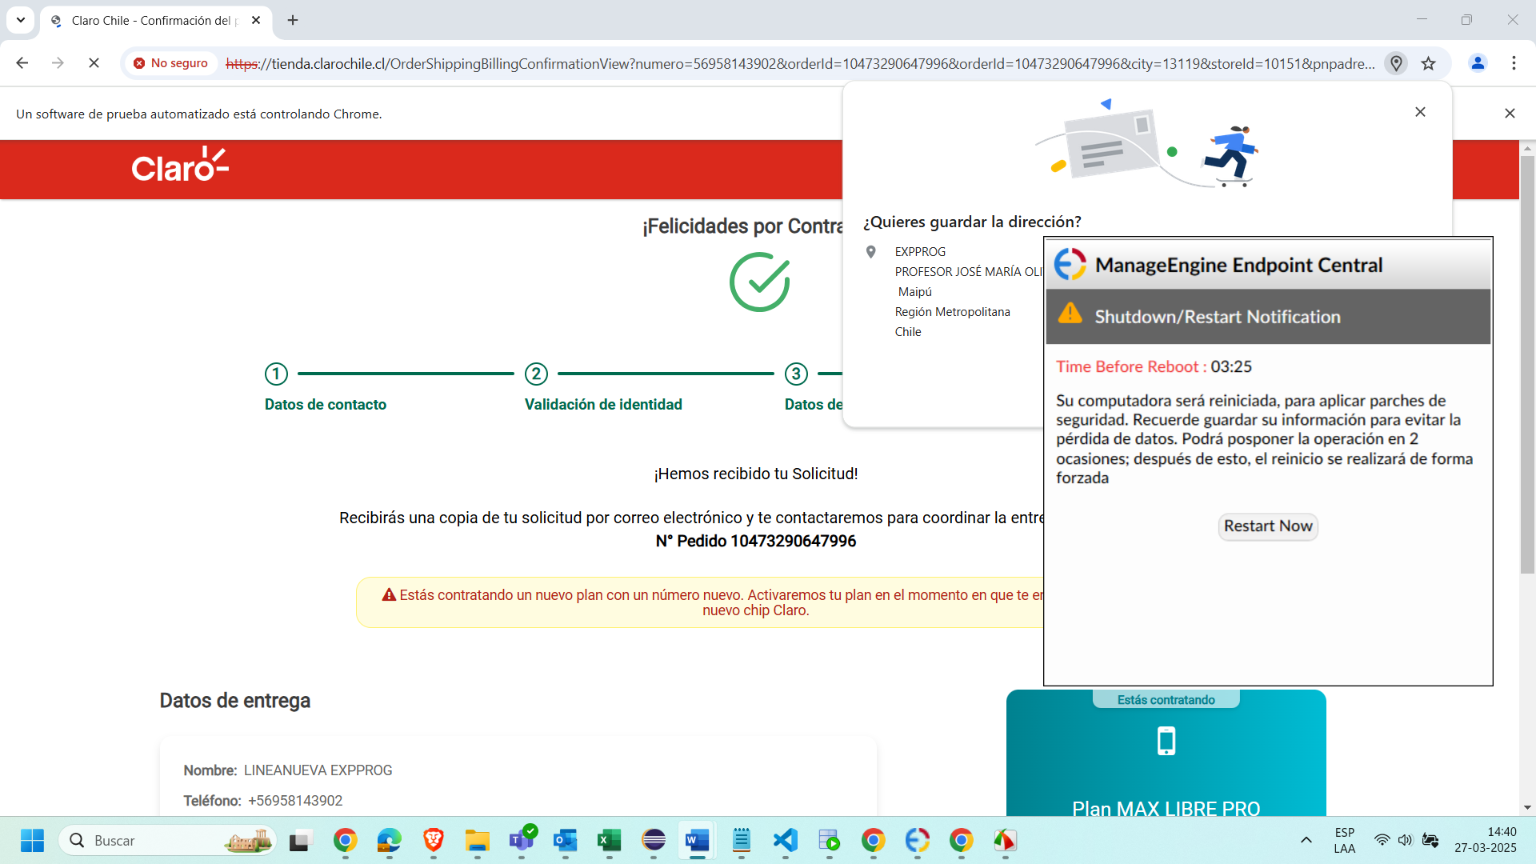 Claro Chile - Confirmación del p
No seguro
https://tienda.clarochile.cl/OrderShippingBillingConfirmationView?numero=56958143902&orderId=10473290647996&orderId=10473290647996&city=13119&storeId=10151&pnpadre...
Un software de prueba automatizado está controlando Chrome.
Claro
¡Felicidades por Contra
¿Quieres guardar la dirección?
EXPPROG
PROFESOR JOSÉ MARÍA OLI
Maipú
Región Metropolitana
Chile
ManageEngine Endpoint Central
Shutdown/Restart Notification
Time Before Reboot : 03:25
Su computadora será reiniciada, para aplicar parches de
seguridad. Recuerde guardar su información para evitar la
pérdida de datos. Podrá posponer la operación en 2
ocasiones; después de esto, el reinicio se realizará de forma
forzada
Restart Now
1
2
3
Datos de contacto
Validación de identidad
Datos de
¡Hemos recibido tu Solicitud!
Recibirás una copia de tu solicitud por correo electrónico y te contactaremos para coordinar la entre
N° Pedido 10473290647996
Estás contratando un nuevo plan con un número nuevo. Activaremos tu plan en el momento en que te en
nuevo chip Claro.
Datos de entrega
Nombre: LINEANUEVA EXPPROG
Teléfono: +56958143902
Estás contratando
Plan MAX LIBRE PRO
Buscar
ESP
LAA
14:40
27-03-2025